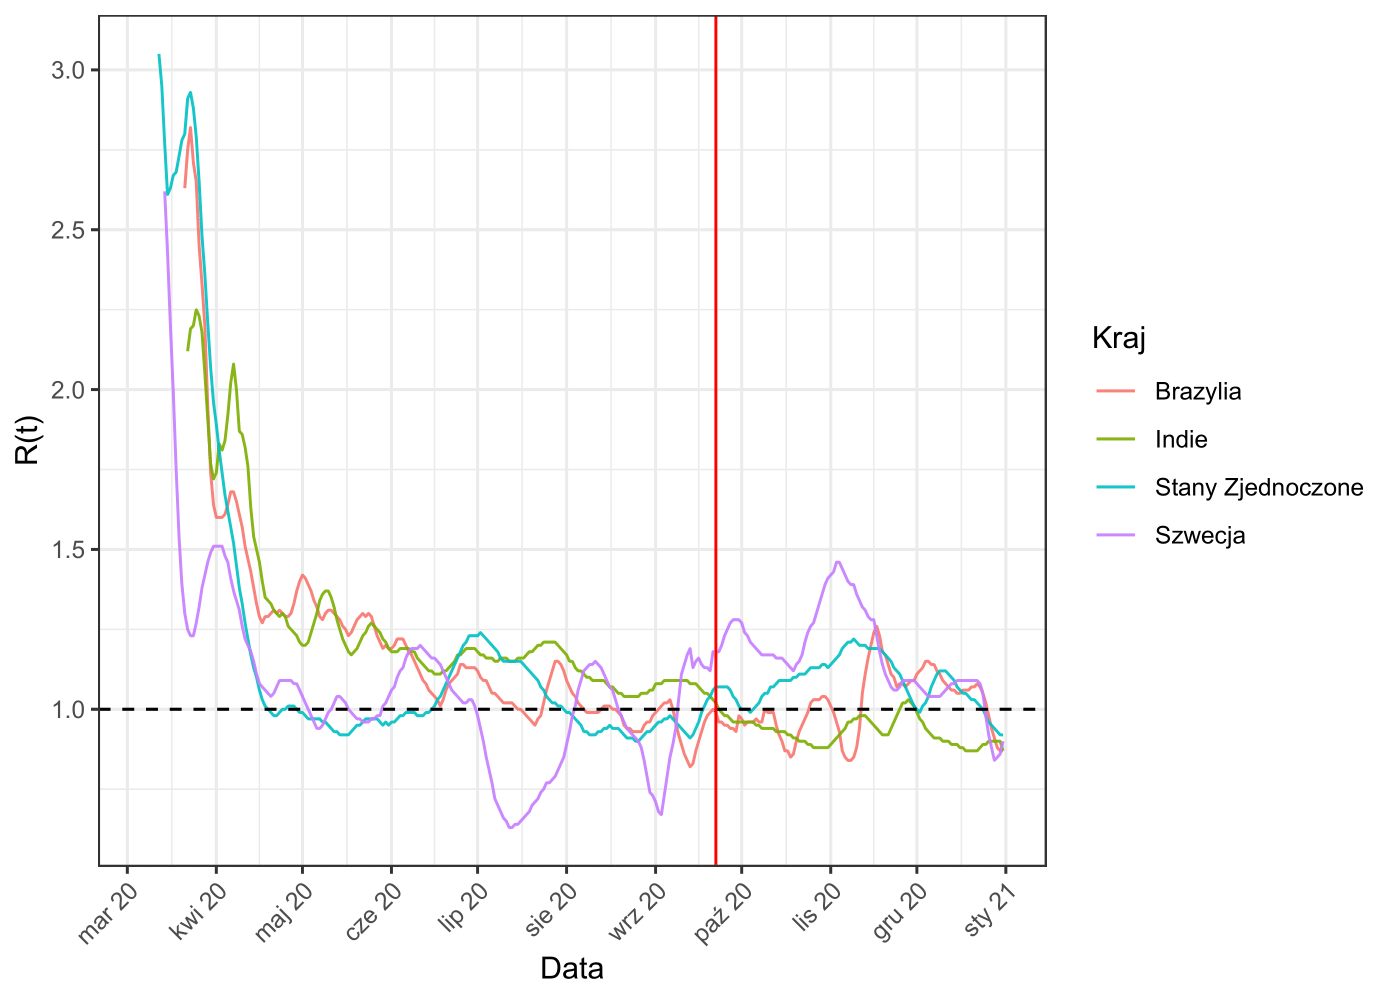 3.0
2.5
2.0
1.5
1.0
R(t)
mar 20
kwi 20
maj 20
cze 20
lip 20
sie 20
wrz 20
paź 20
lis 20
gru 20
sty 21
Data
Kraj
Brazylia
Indie
Stany Zjednoczone
Szwecja